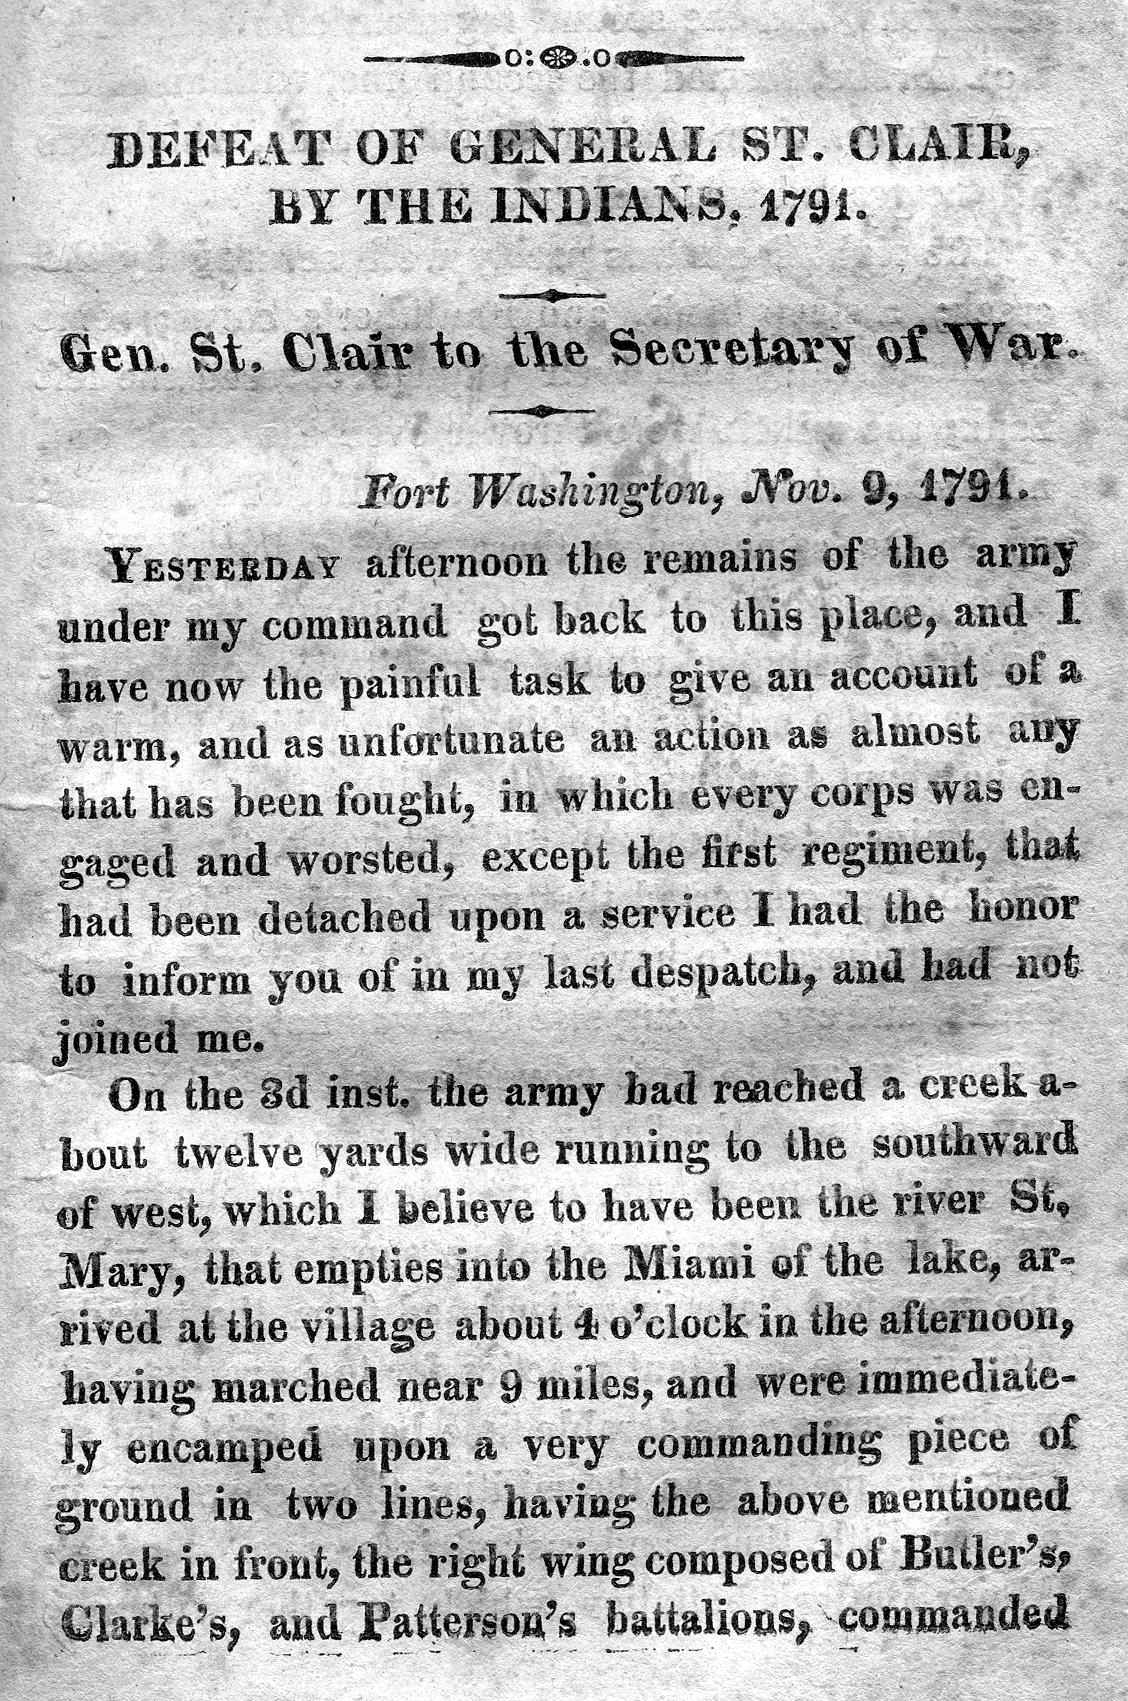 DEFEAT OF GENERAL ST. CLAIR,
BY THE INDIANS, 1791.
Gen. St. Clair to the Secretary of War.
Fort Washington, Nov. 9, 1791.
YESTERDAY afternoon the remains of the army
under my command got back to this place, and I
have now the painful task to give an account of a
warm, and as unfortunate an action as almost any
that has been fought, in which every corps was en-
gaged and worsted, except the first regiment, that
had been detached upon a service I had the honor
to inform you of in my last despatch, and had not
joined me.
On the 3d inst. the army had reached a creek a-
bout twelve yards wide running to the southward
of west, which I believe to have been the river St,
Mary, that empties into the Miami of the lake, ar-
rived at the village about 4 o'clock in the afternoon,
having marched near 9 miles, and were immediate-
ly encamped upon a very commanding piece of
ground in two lines, having the above mentioned
creek in front, the right wing composed of Butler's,
Clarke's, and Patterson's battalions, commanded